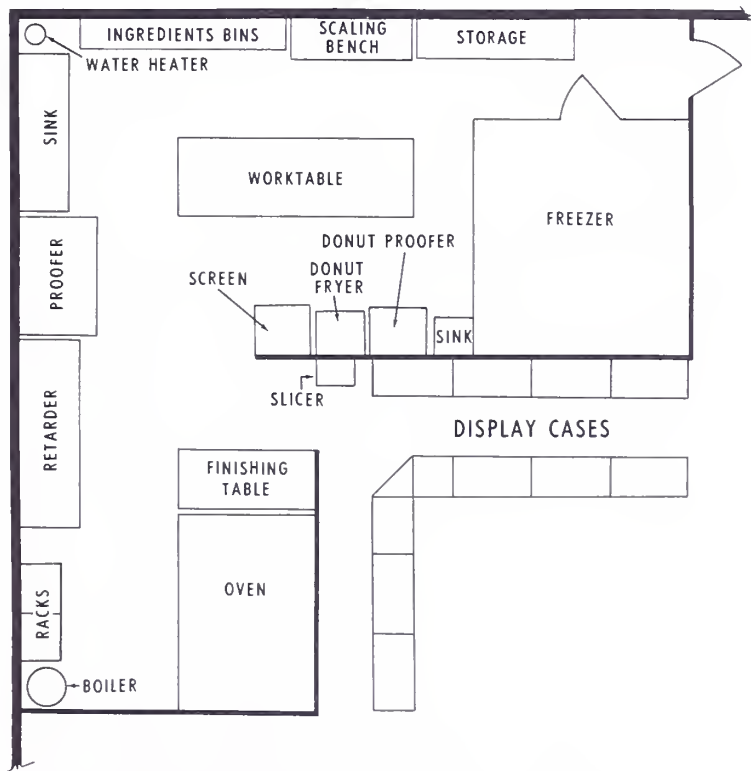 INGREDIENTS BINS
SCALING
BENCH
STORAGE
WATER HEATER
SINK
WORKTABLE
FREEZER
PROOFER
DONUT PROOFER
DONUT
FRYER
SCREEN
SINK
SLICER
RETARDER
DISPLAY CASES
FINISHING
TABLE
OVEN
RACKS
BOILER